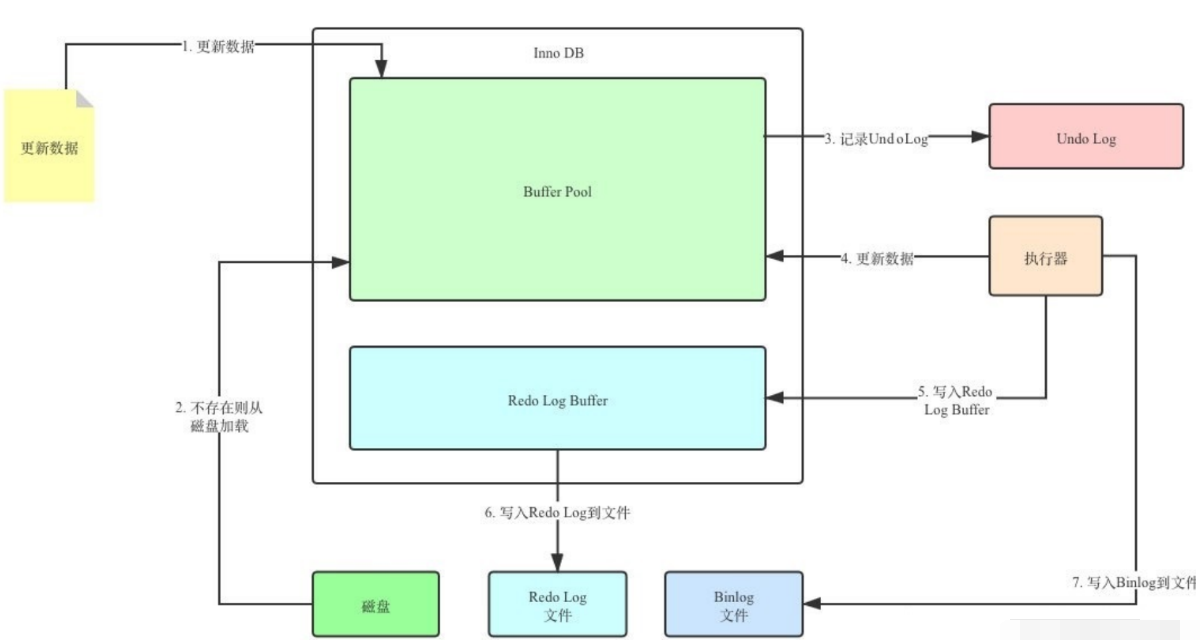 1. 更新数据
Inno DB
更新数据
Buffer Pool
3. 记录UndoLog
Undo Log
4. 更新数据
执行器
2. 不存在则从
磁盘加载
Redo Log Buffer
5. 写入Redo
Log Buffer
6. 写入Redo Log到文件
磁盘
Redo Log
文件
Binlog
文件
7. 写入Binlog到文件